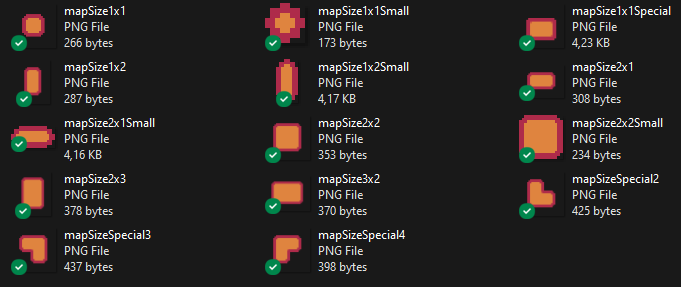 mapSize1x1
PNG File
266 bytes
mapSize1x1Small
PNG File
173 bytes
mapSize1x1Special
PNG File
4,23 KB
mapSize1x2
PNG File
287 bytes
mapSize1x2Small
PNG File
4,17 KB
mapSize2x1
PNG File
308 bytes
mapSize2x1Small
PNG File
4,16 KB
mapSize2x2
PNG File
353 bytes
mapSize2x2Small
PNG File
234 bytes
mapSize2x3
PNG File
378 bytes
mapSize3x2
PNG File
370 bytes
mapSizeSpecial2
PNG File
425 bytes
mapSizeSpecial3
PNG File
437 bytes
mapSizeSpecial4
PNG File
398 bytes